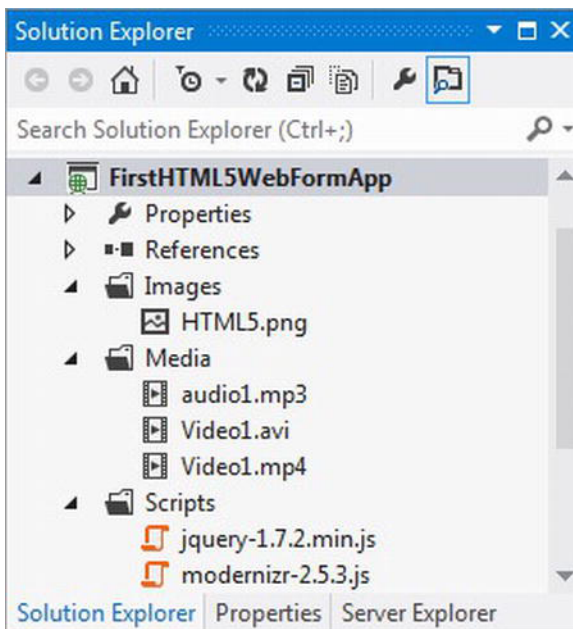 Solution Explorer
Search Solution Explorer (Ctrl+;)
FirstHTML5WebFormApp
Properties
References
Images
HTML5.png
Media
audio1.mp3
Video1.avi
Video1.mp4
Scripts
jquery-1.7.2.min.js
modernizr-2.5.3.js
Solution Explorer Properties Server Explorer